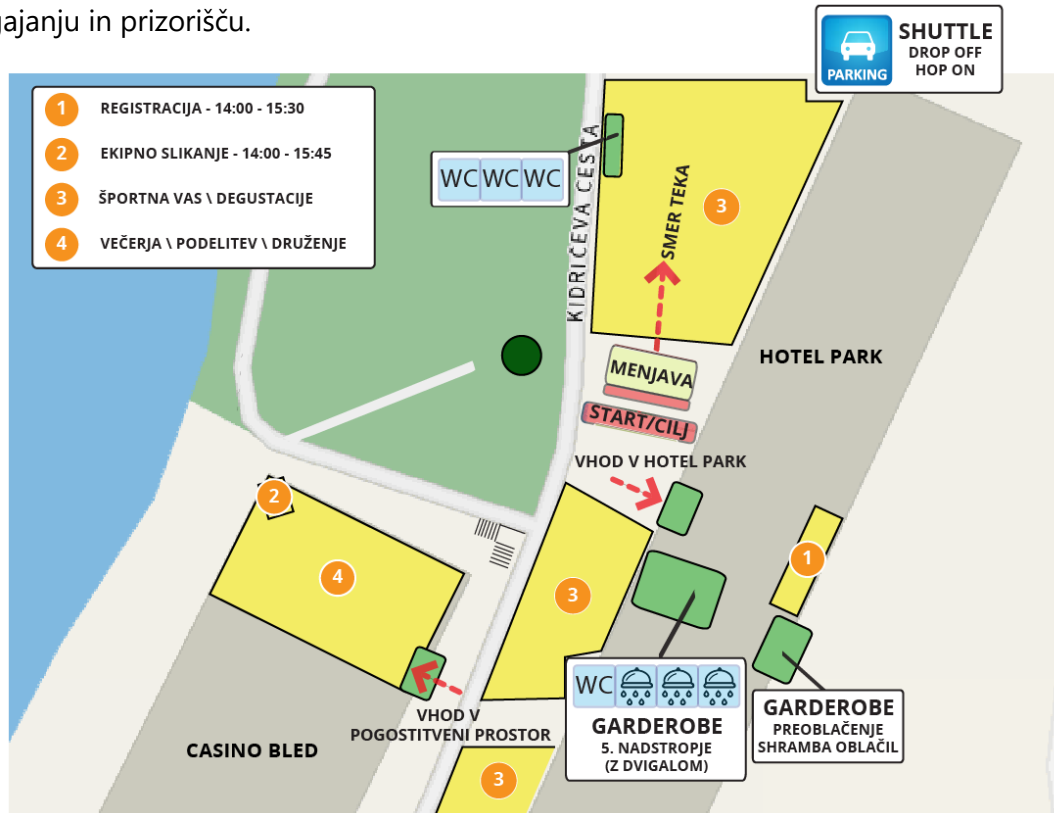 gajanju in prizorišču.
PARKING
SHUTTLE
DROP OFF
HOP ON
1 REGISTRACIJA - 14:00 - 15:30
2 EKIPNO SLIKANJE - 14:00 - 15:45
3 ŠPORTNA VAS \ DEGUSTACIJE
4 VEČERJA \ PODELITEV \ DRUŽENJE
WC WC WC
KIDRIČEVA CESTA
SMER TEKA
3
HOTEL PARK
MENJAVA
START/CILJ
VHOD V HOTEL PARK
2
4
3
1
WC
GARDEROBE
5. NADSTROPJE
(Z DVIGALOM)
GARDEROBE
PREOBLAČENJE
SHRAMBA OBLAČIL
VHOD V
POGOSTITVENI PROSTOR
CASINO BLED
3